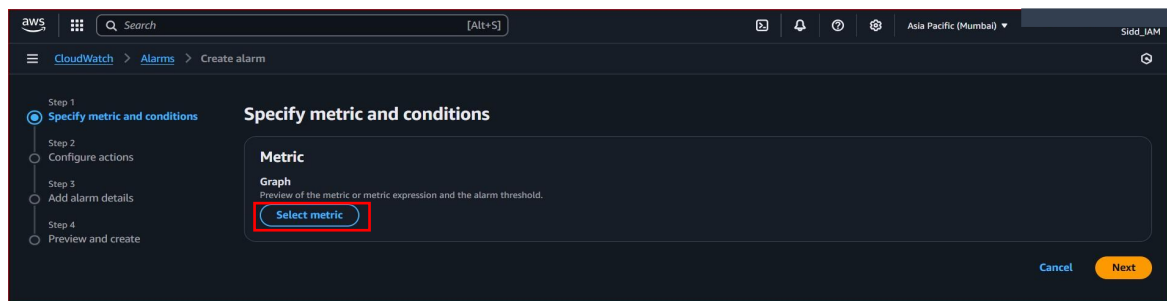 aws
Search [Alt+S]
Asia Pacific (Mumbai)
Sidd_IAM
CloudWatch > Alarms > Create alarm
Step 1
Specify metric and conditions
Step 2
Configure actions
Step 3
Add alarm details
Step 4
Preview and create
Specify metric and conditions
Metric
Graph
Preview of the metric or metric expression and the alarm threshold.
Select metric
Cancel
Next